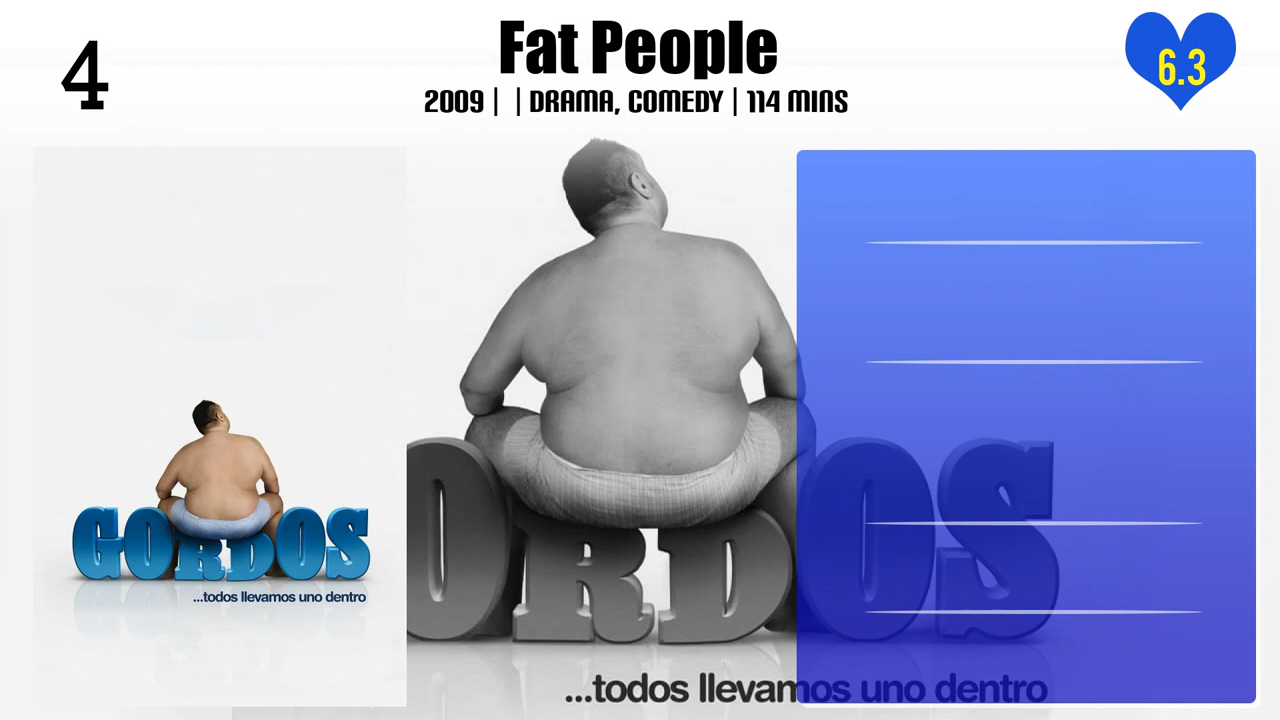 4
Fat People
2009 | | DRAMA, COMEDY | 114 MINS
6.3
GORDOS
...todos llevamos uno dentro
ORDOS
...todos llevamos uno dentro